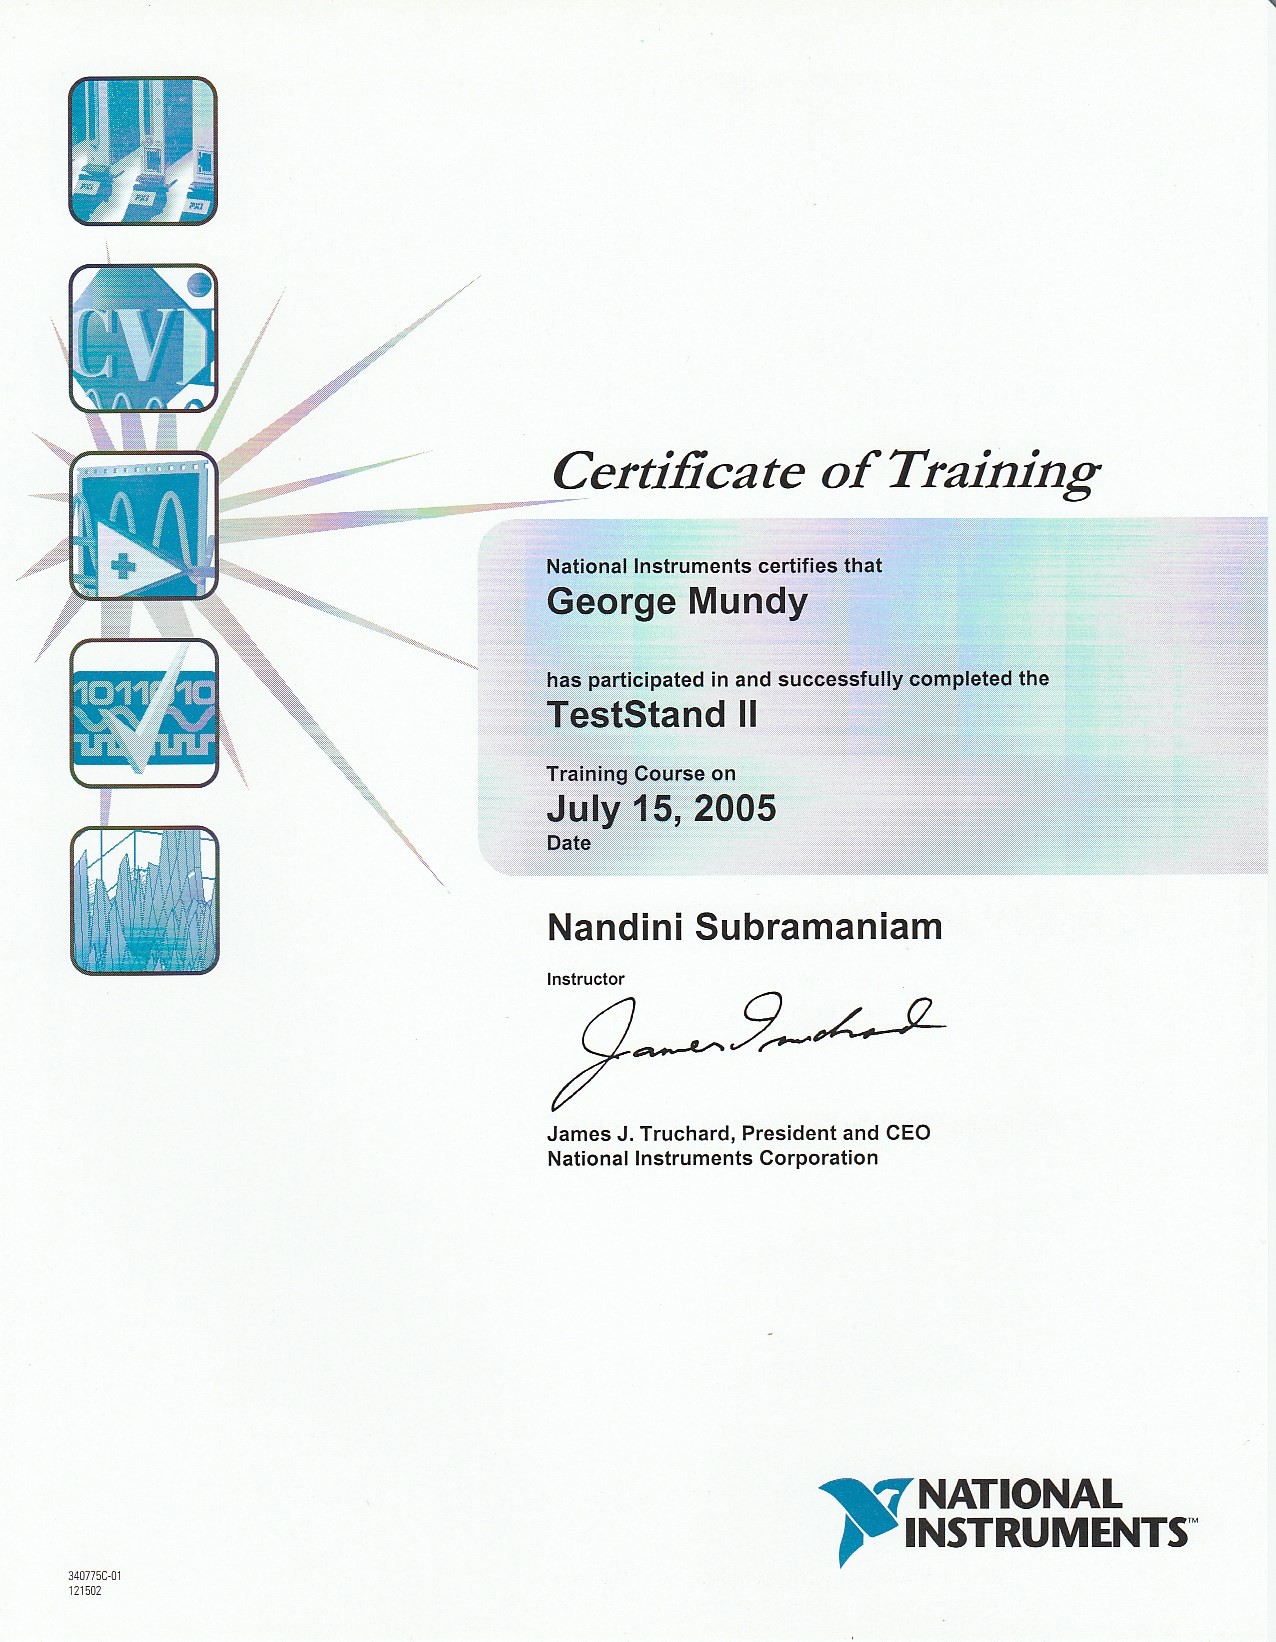 PXI
PXI
PXI
CVI
Certificate of Training
National Instruments certifies that
George Mundy
has participated in and successfully completed the
TestStand II
Training Course on
July 15, 2005
Date
1011010
Nandini Subramaniam
Instructor
James Truchard
James J. Truchard, President and CEO
National Instruments Corporation
NATIONAL
INSTRUMENTS™
340775C-01
121502